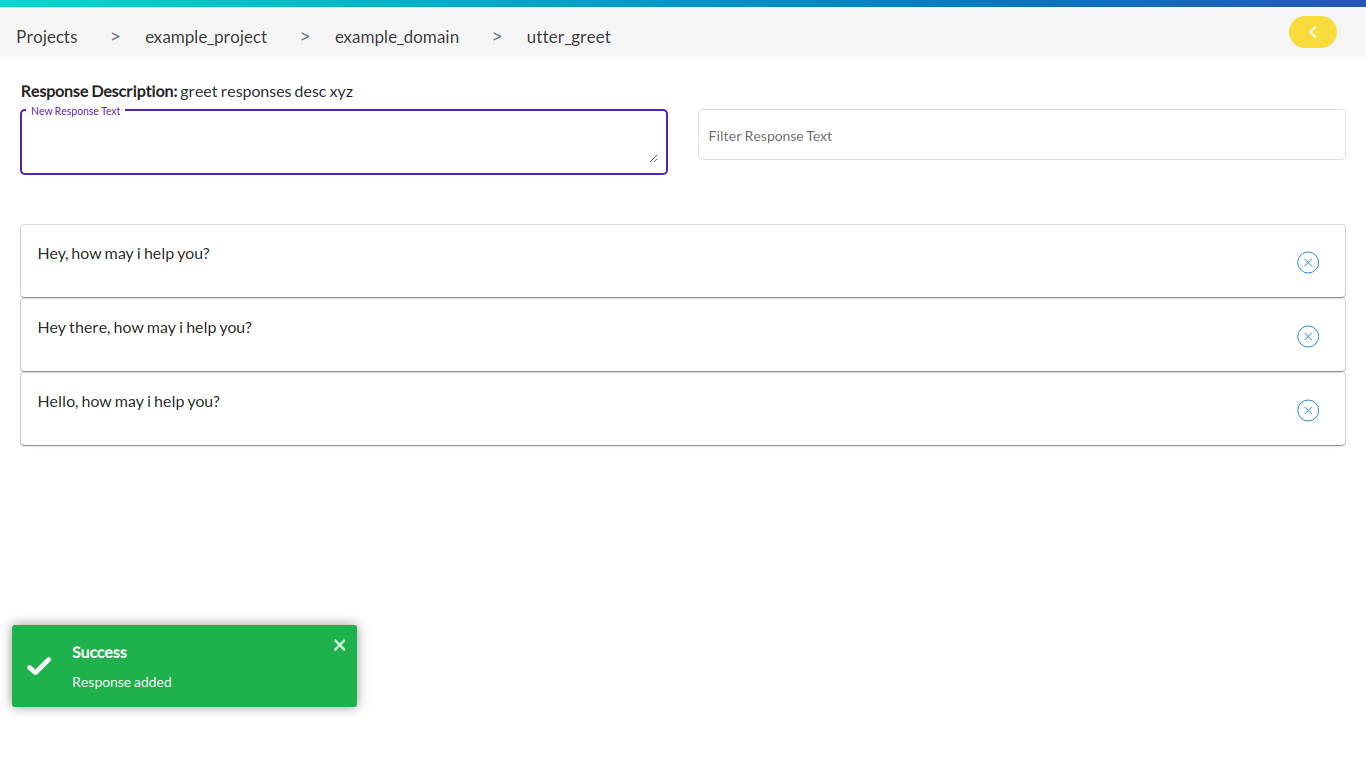 Projects > example_project > example_domain > utter_greet
Response Description: greet responses desc xyz
New Response Text
Filter Response Text
Hey, how may i help you?
Hey there, how may i help you?
Hello, how may i help you?
Success
Response added